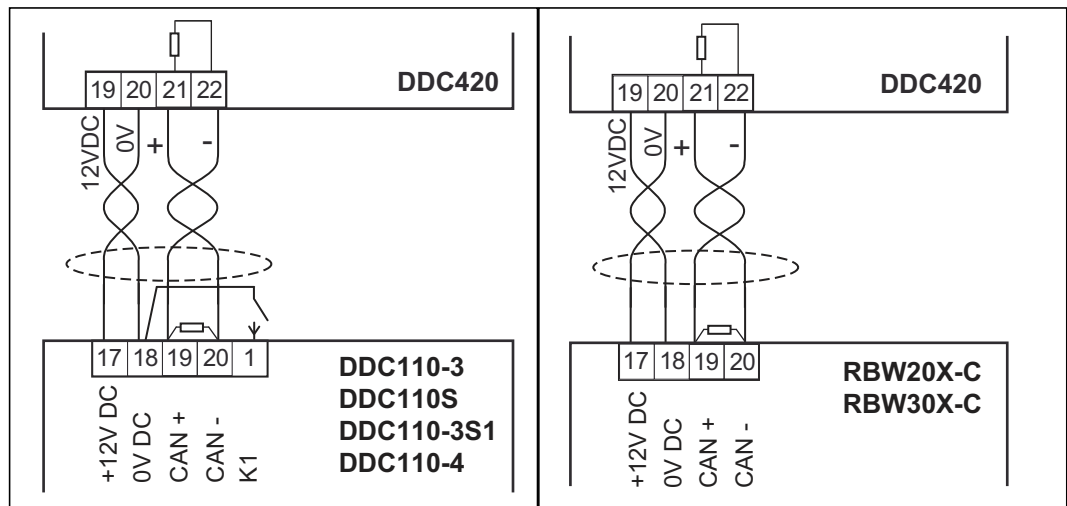 DDC420
19 20 21 22
12VDC
0V
+
-
17 18 19 20 1
+12V DC
0V DC
CAN +
CAN -
K1
DDC110-3
DDC110S
DDC110-3S1
DDC110-4
DDC420
19 20 21 22
12VDC
0V
+
-
17 18 19 20
+12V DC
0V DC
CAN +
CAN -
RBW20X-C
RBW30X-C